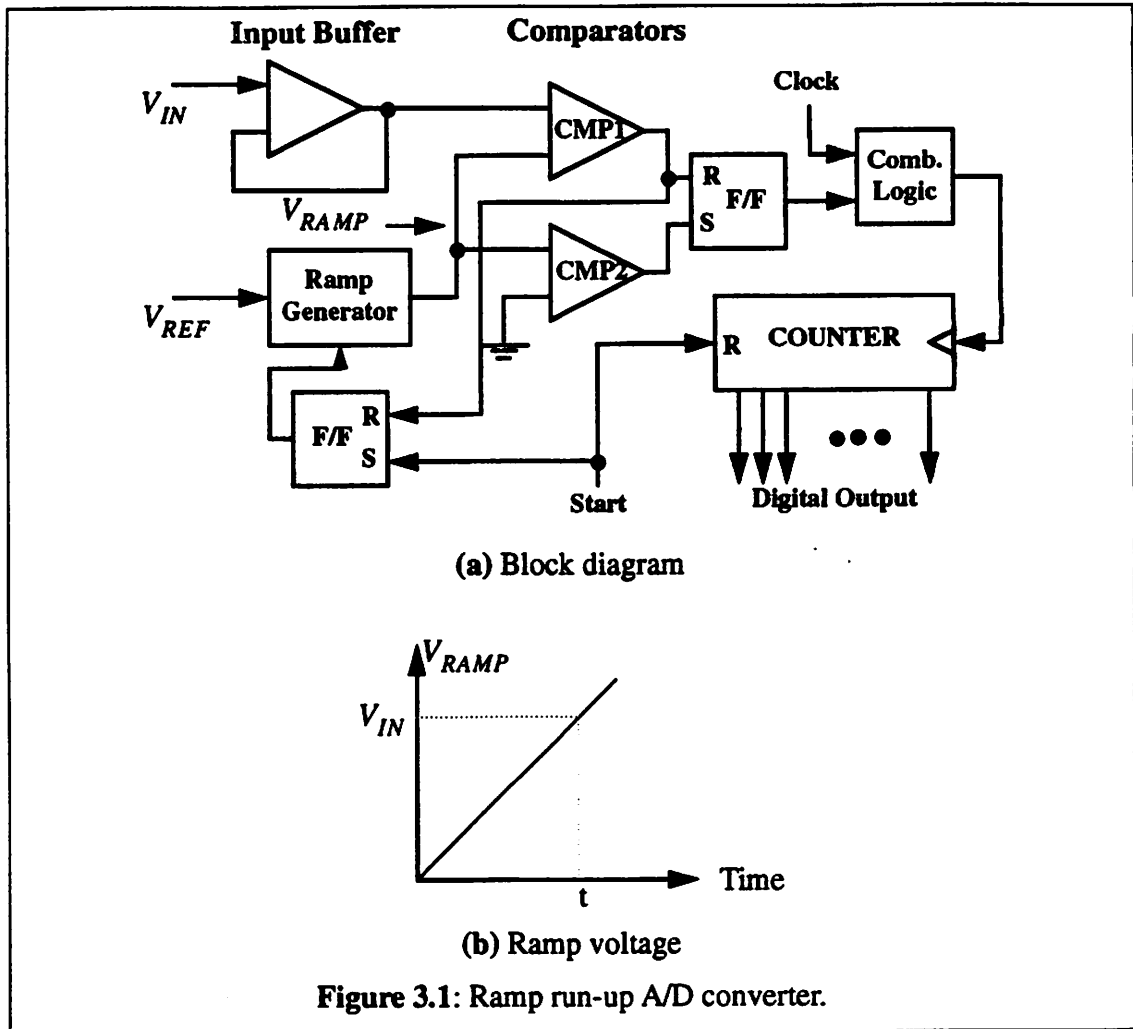 Input Buffer Comparators
V_IN
CMP1
Clock
Comb.
Logic
R
F/F
S
V_RAMP
CMP2
Ramp
Generator
V_REF
R COUNTER
R
F/F
S
Start
Digital Output
(a) Block diagram
V_RAMP
V_IN
t
Time
(b) Ramp voltage
Figure 3.1: Ramp run-up A/D converter.